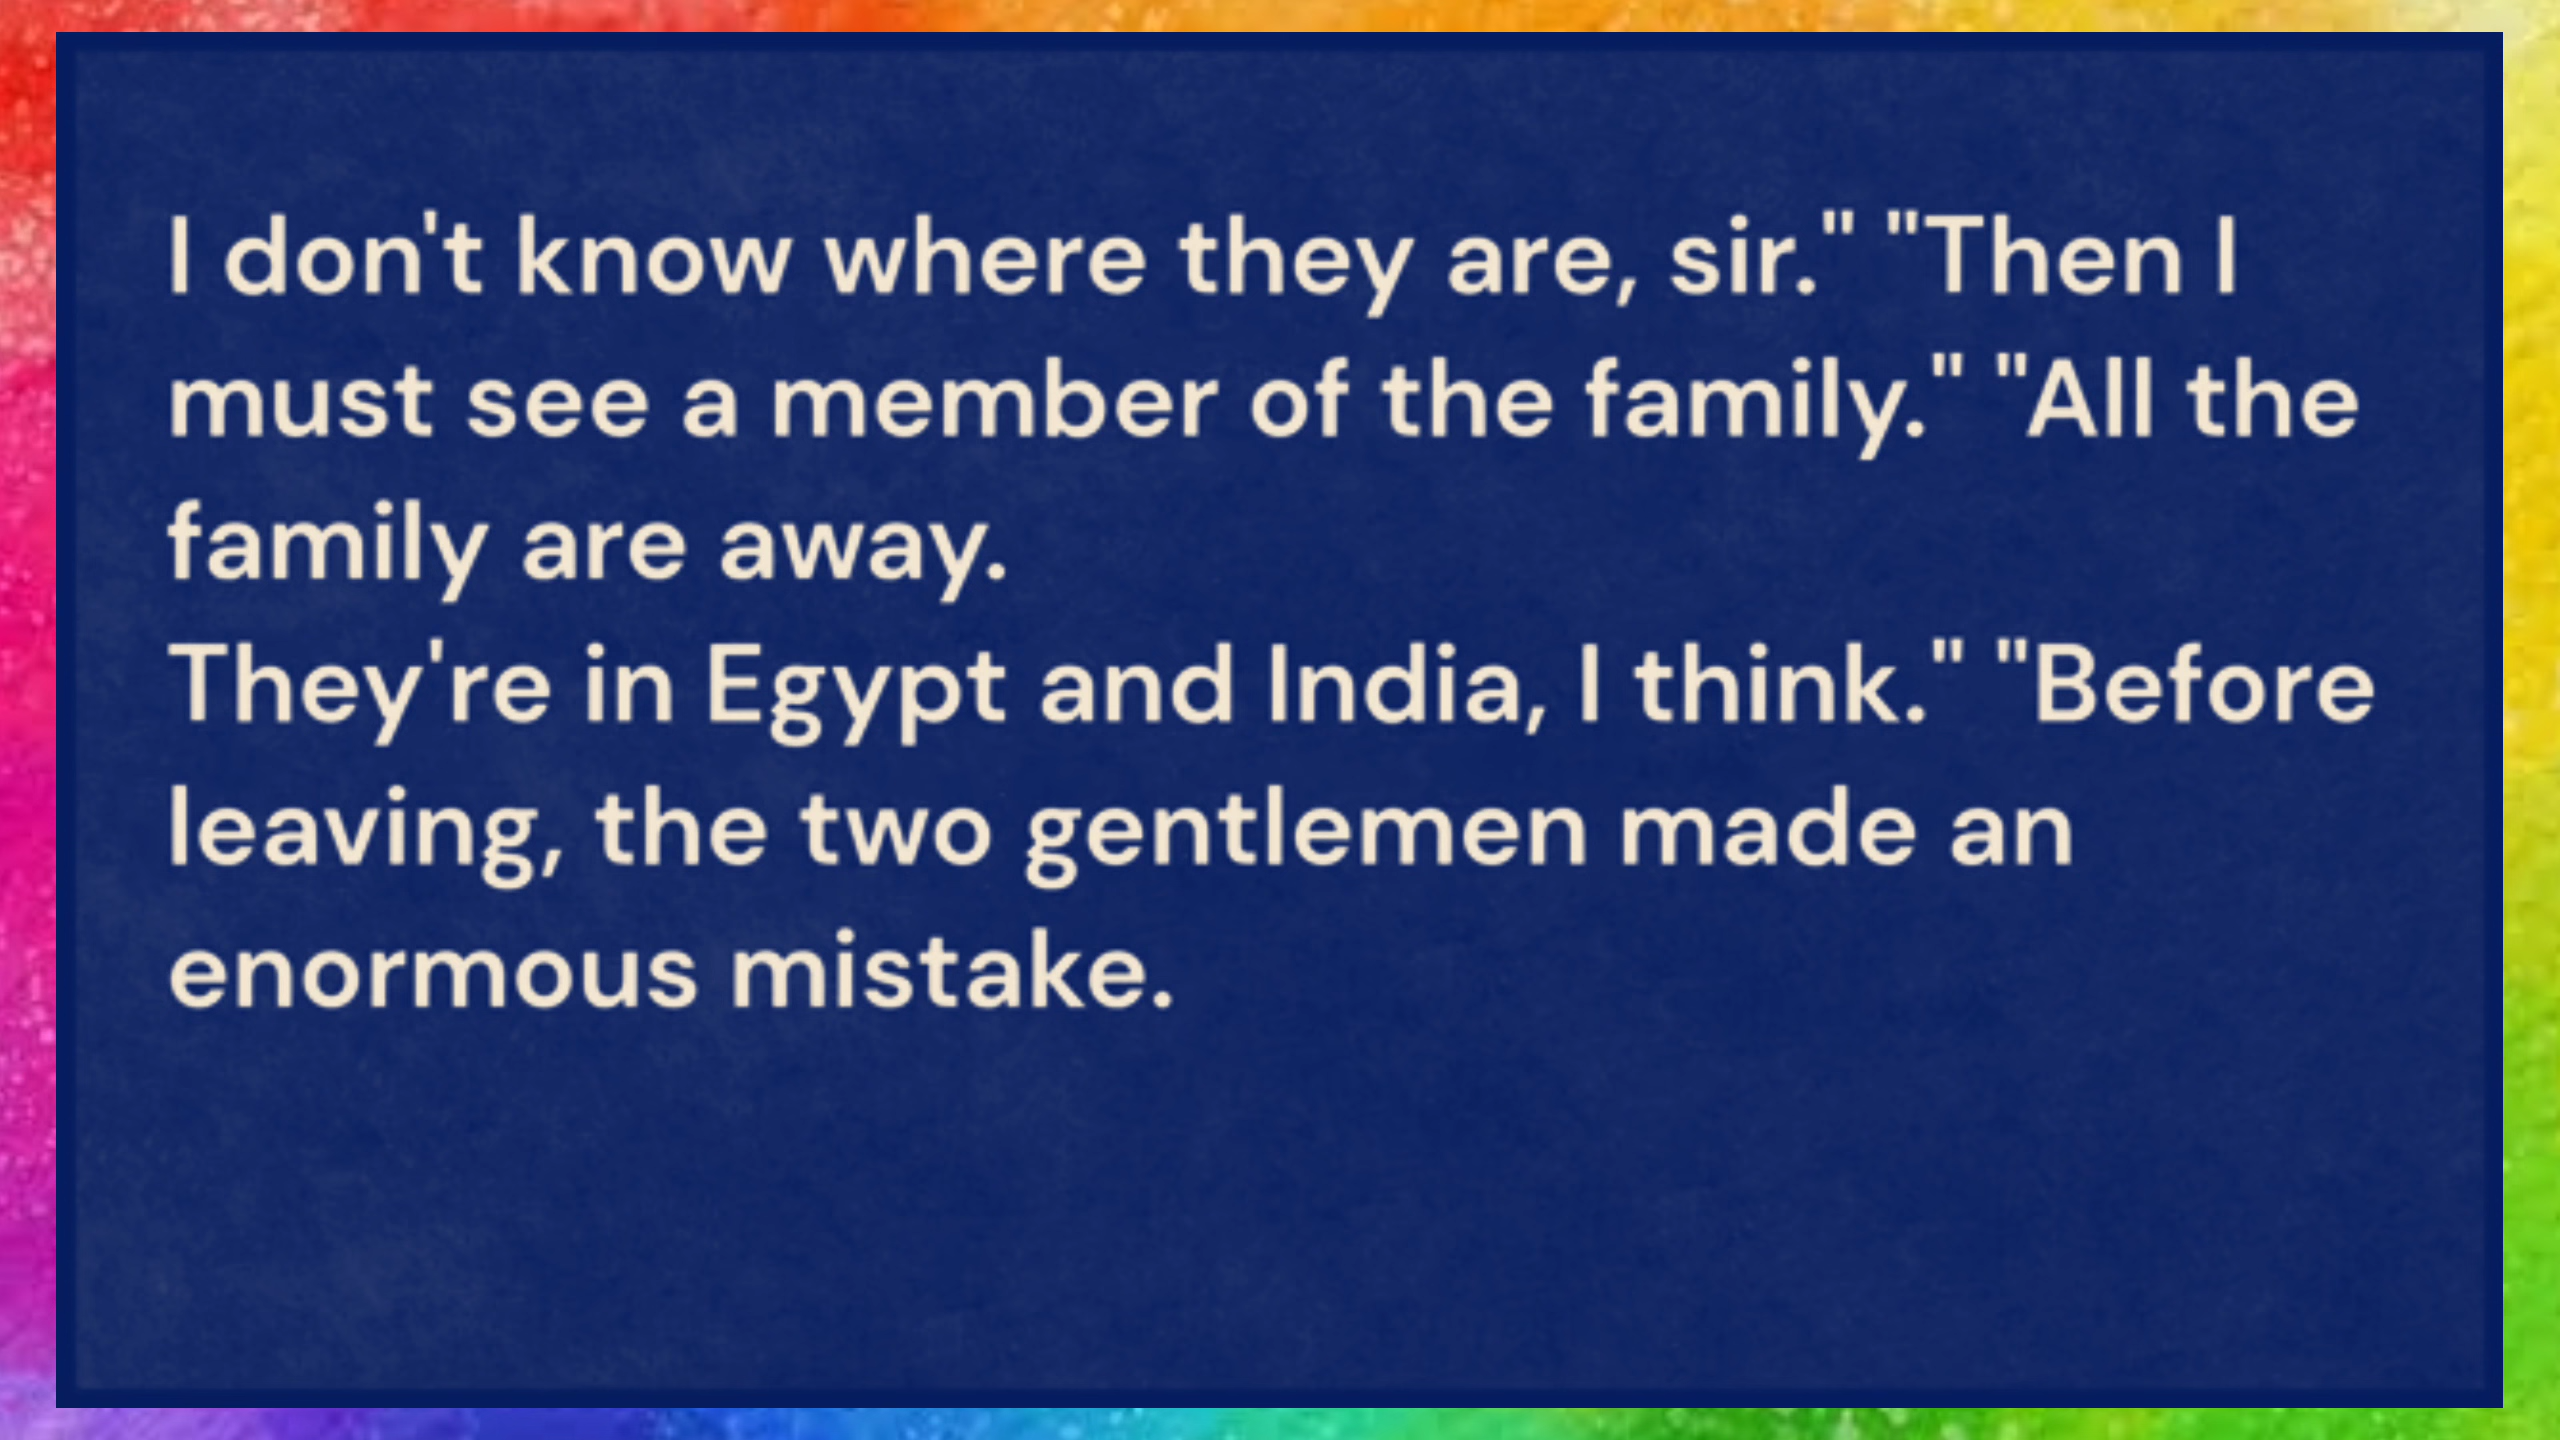 I don't know where they are, sir." "Then I
must see a member of the family." "All the
family are away.
They're in Egypt and India, I think." "Before
leaving, the two gentlemen made an
enormous mistake.